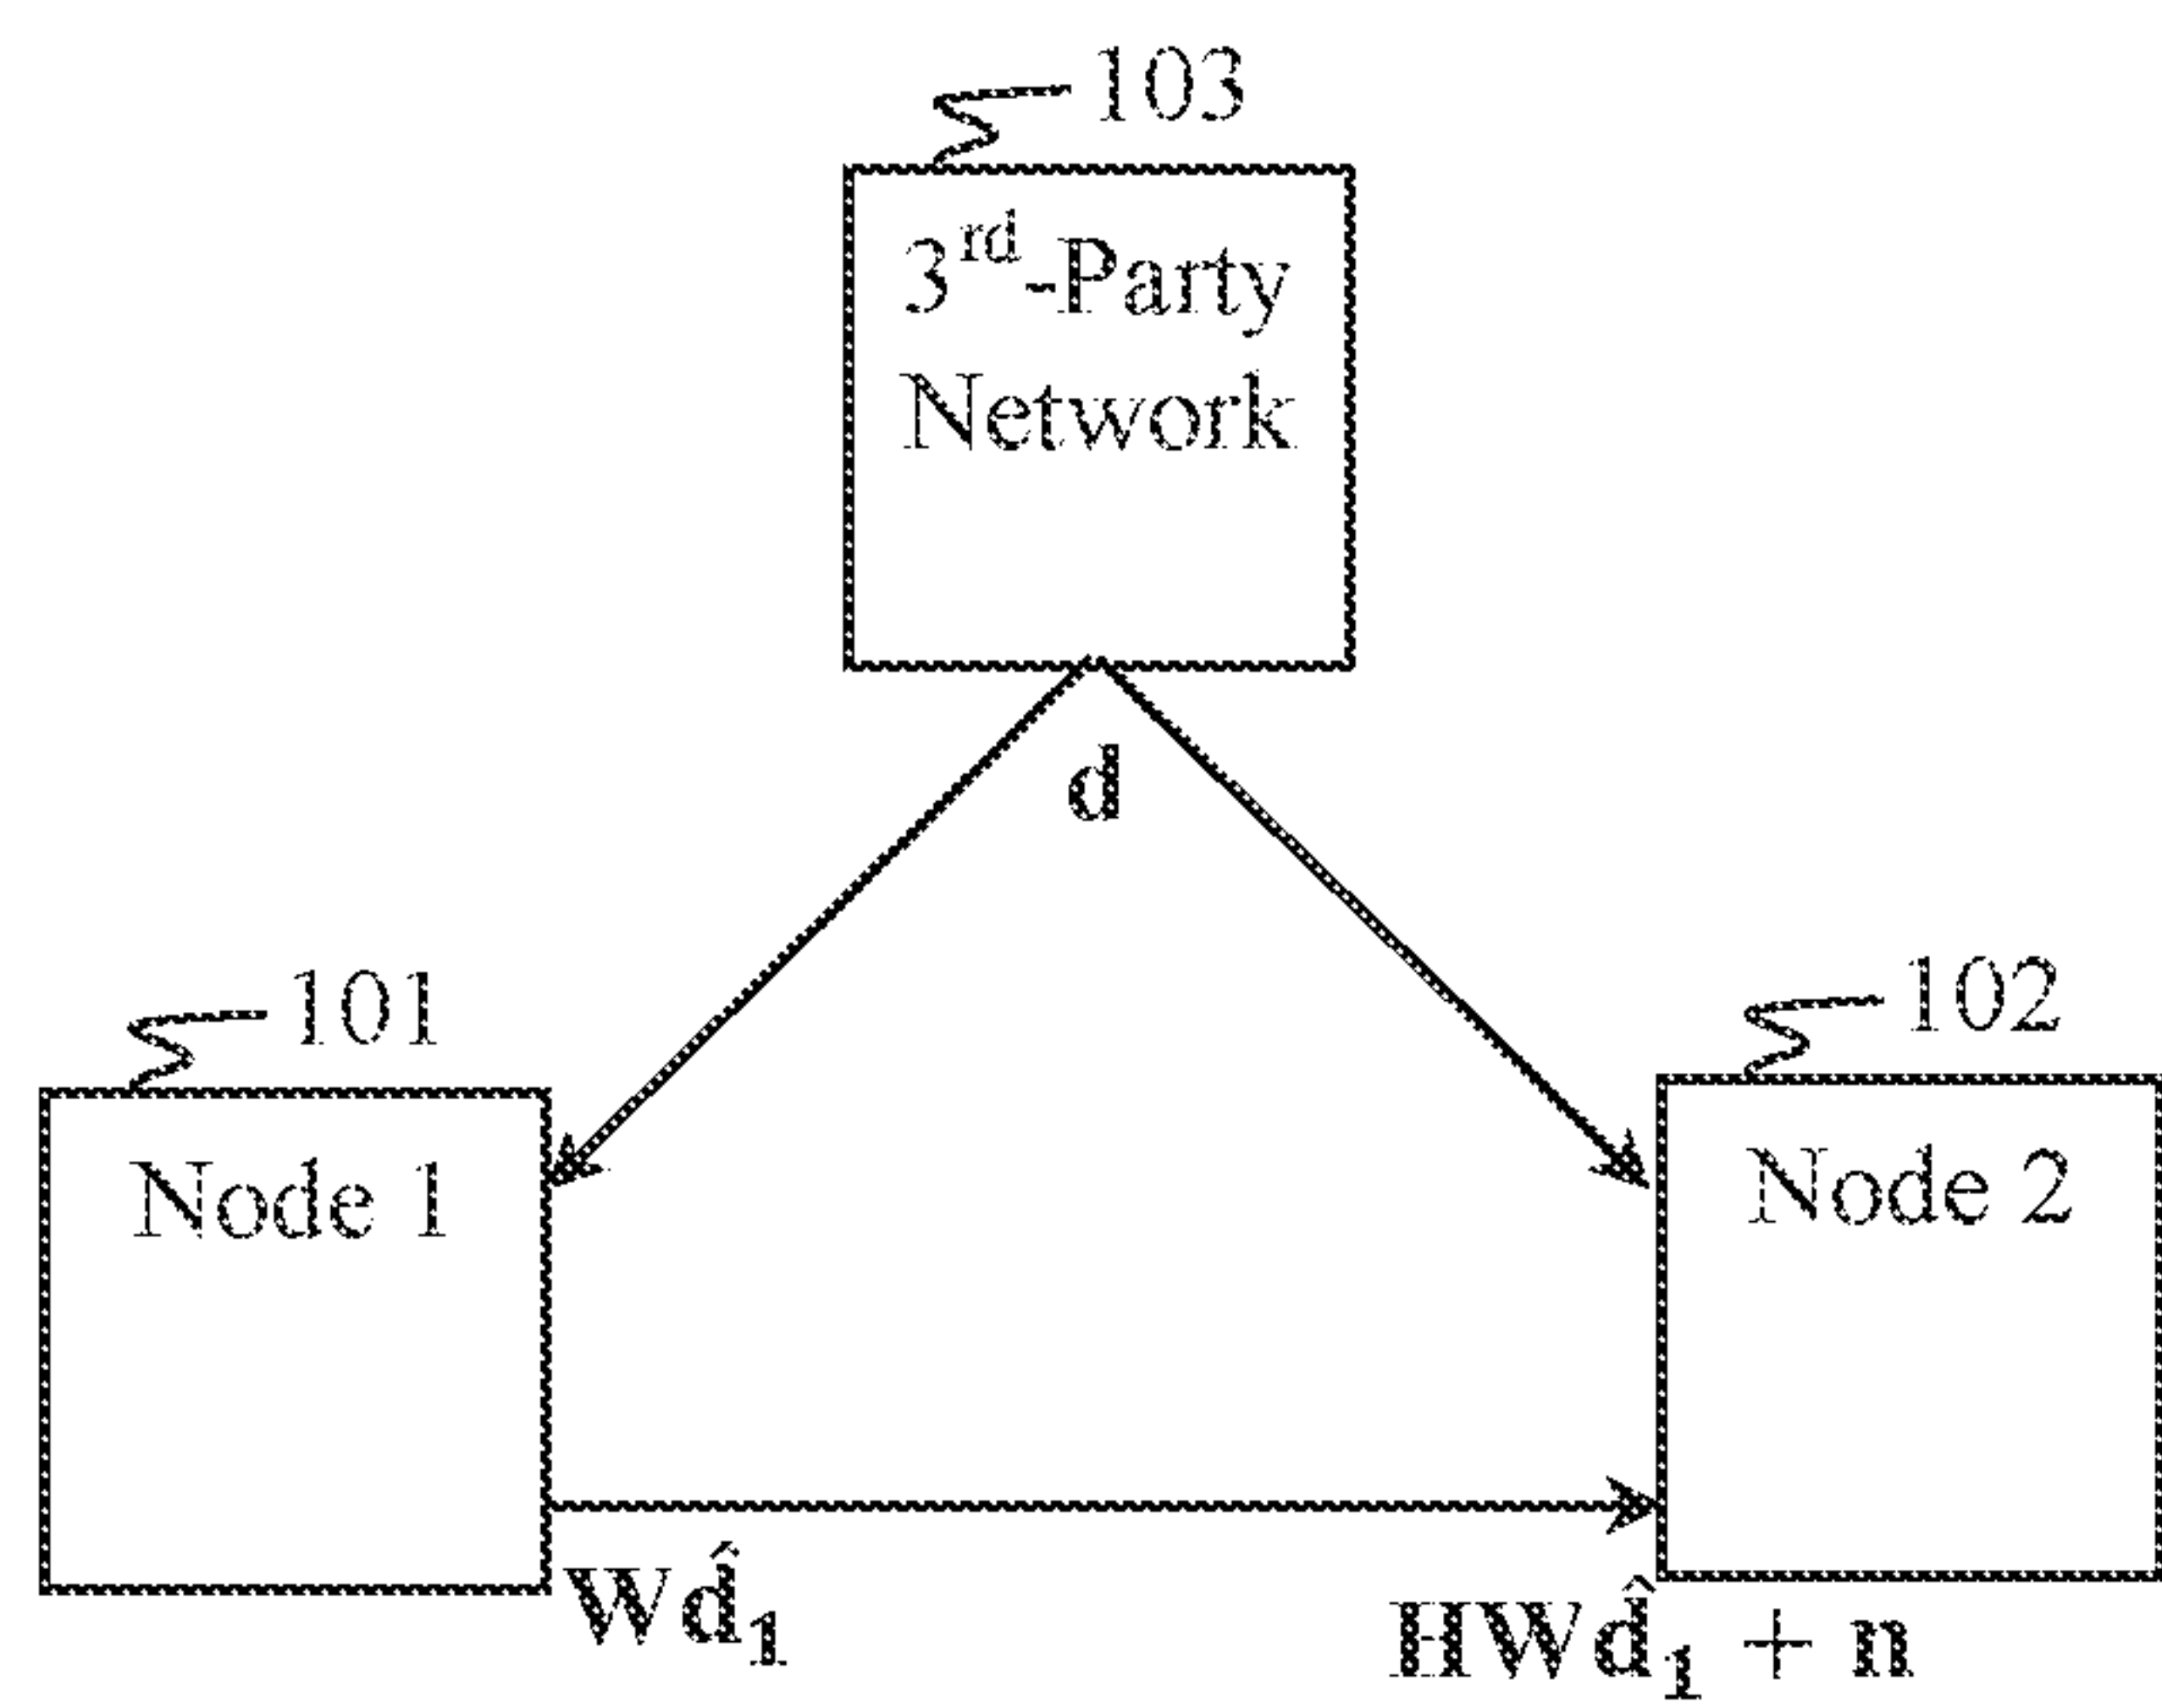 103
3rd-Party
Network
d
101
102
Node 1
Node 2
Wd̂1
HWd̂1 + n